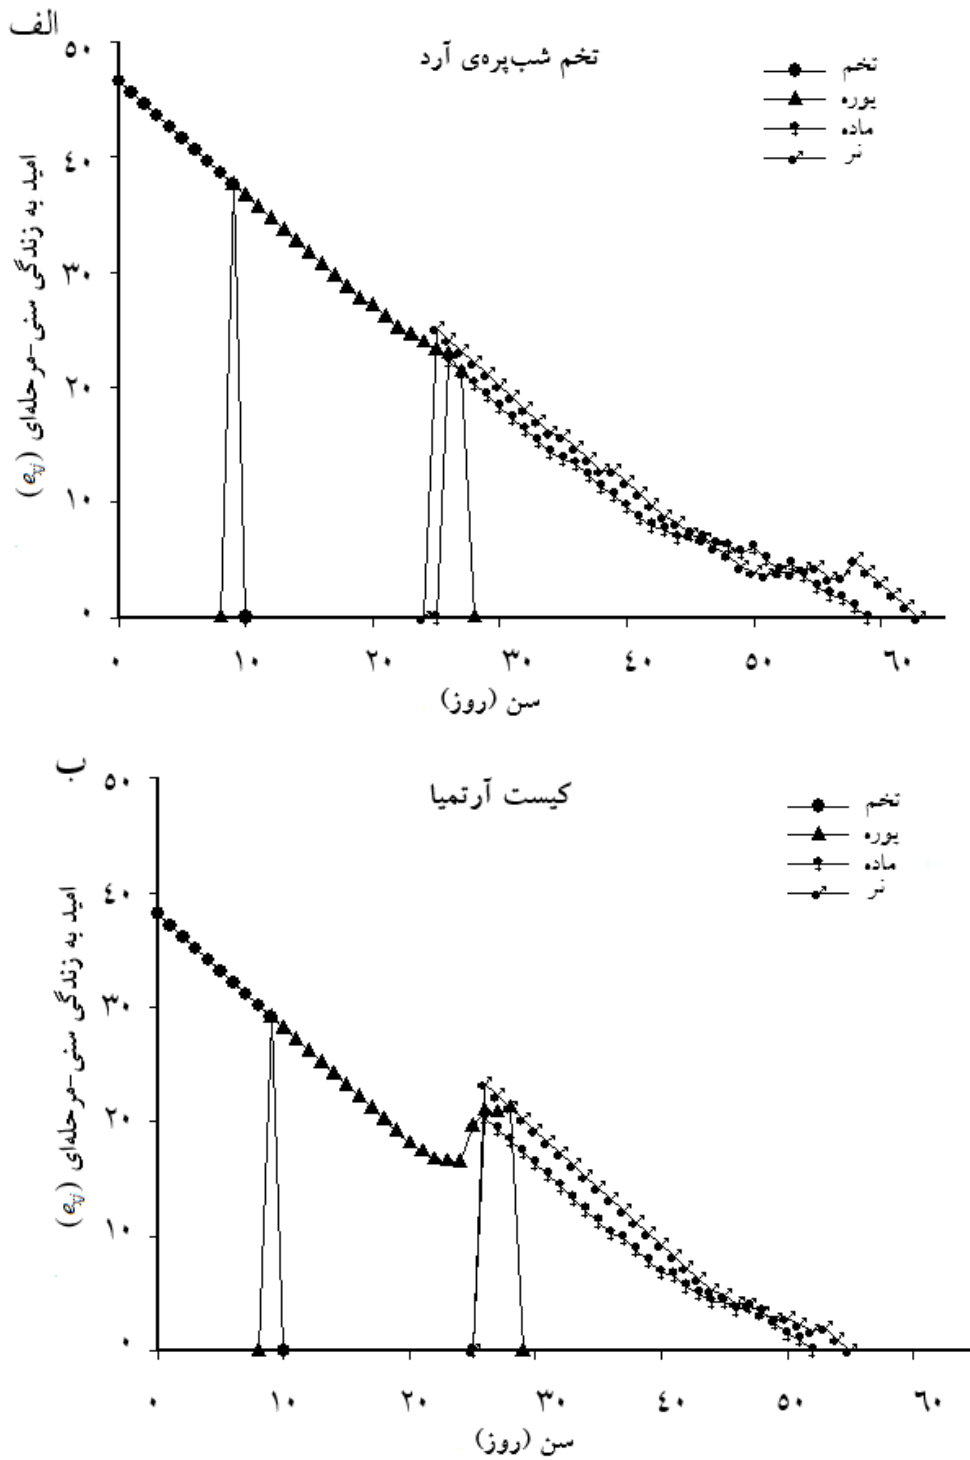 الف
تخم شب‌پره‌ی آرد
تخم
پوره
ماده
نر
امید به زندگی سنی-مرحله‌ای (exj)
۵۰
۴۰
۳۰
۲۰
۱۰
۰
۰ ۱۰ ۲۰ ۳۰ ۴۰ ۵۰ ۶۰
سن (روز)
ب
کیست آرتمیا
تخم
پوره
ماده
نر
امید به زندگی سنی-مرحله‌ای (exj)
۵۰
۴۰
۳۰
۲۰
۱۰
۰
۰ ۱۰ ۲۰ ۳۰ ۴۰ ۵۰ ۶۰
سن (روز)